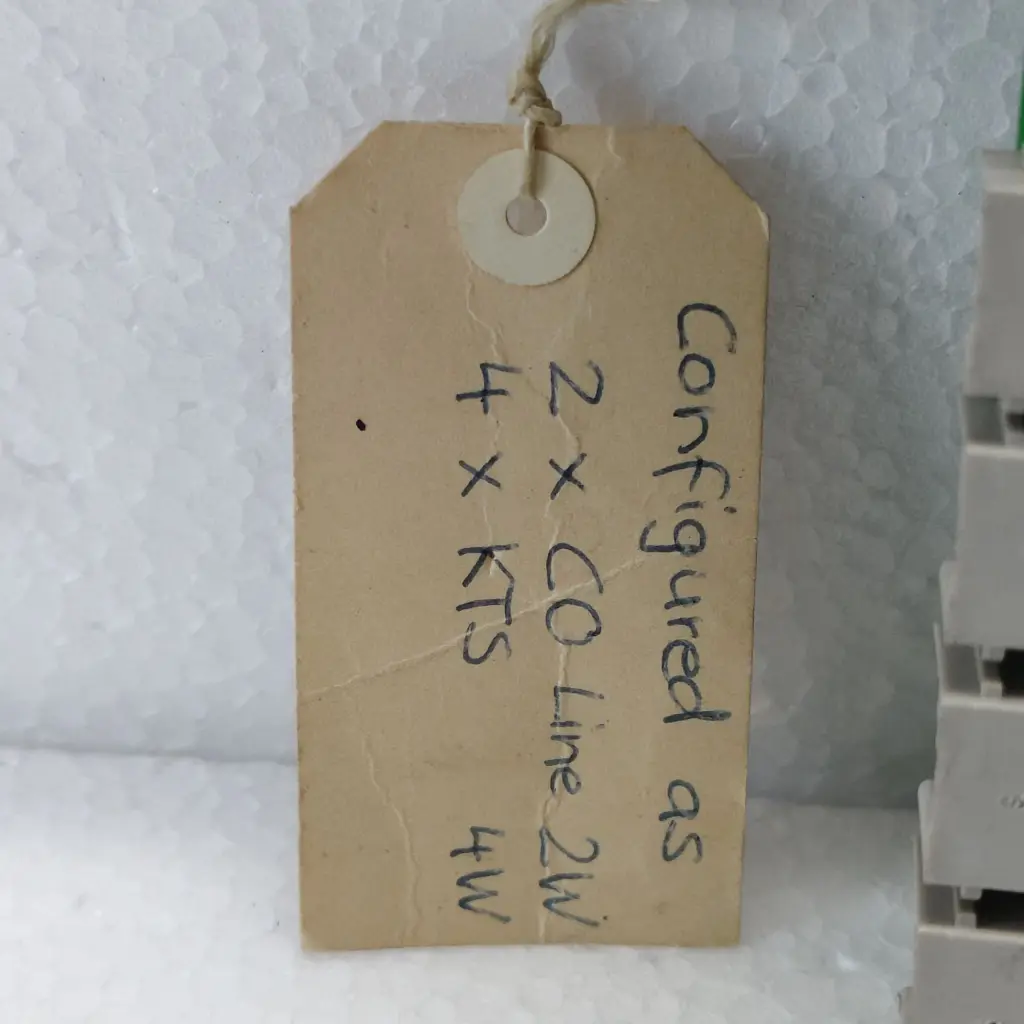 Configured as
2 x CO Line 2W
4 x KTS 4W